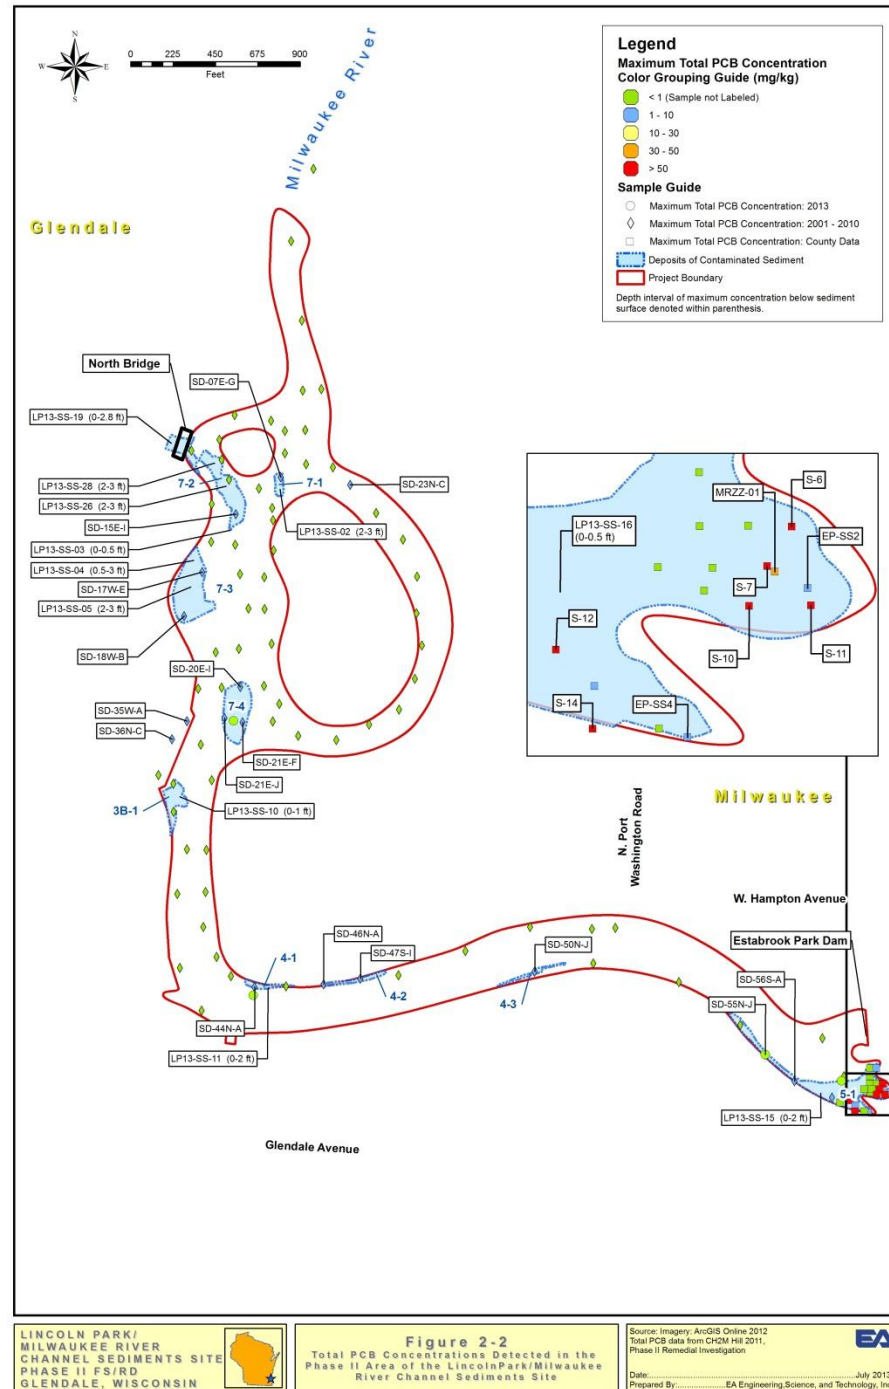 N
W
E
S
0
225
450
675
900
Feet
Milwaukee River
Glendale
Legend
Maximum Total PCB Concentration
Color Grouping Guide (mg/kg)
< 1 (Sample not Labeled)
1 - 10
10 - 30
30 - 50
> 50
Sample Guide
Maximum Total PCB Concentration: 2013
Maximum Total PCB Concentration: 2001 - 2010
Maximum Total PCB Concentration: County Data
Deposits of Contaminated Sediment
Project Boundary
Depth interval of maximum concentration below sediment
surface denoted within parenthesis.
North Bridge
SD-07E-G
LP13-SS-19 (0-2.8 ft)
LP13-SS-28 (2-3 ft)
7-2
7-1
SD-23N-C
LP13-SS-26 (2-3 ft)
SD-15E-I
LP13-SS-02 (2-3 ft)
LP13-SS-03 (0-0.5 ft)
LP13-SS-04 (0.5-3 ft)
SD-17W-E
7-3
LP13-SS-05 (2-3 ft)
SD-18W-B
SD-20E-I
7-4
SD-35W-A
SD-36N-C
SD-21E-F
SD-21E-J
3B-1
LP13-SS-10 (0-1 ft)
S-6
MRZZ-01
LP13-SS-16
(0-0.5 ft)
EP-SS2
S-7
S-12
S-10
S-11
S-14
EP-SS4
Milwaukee
N. Port
Washington Road
W. Hampton Avenue
Estabrook Park Dam
SD-46N-A
SD-47S-I
SD-50N-J
4-1
4-2
4-3
SD-56S-A
SD-55N-J
SD-44N-A
LP13-SS-11 (0-2 ft)
5-1
LP13-SS-15 (0-2 ft)
Glendale Avenue
LINCOLN PARK/
MILWAUKEE RIVER
CHANNEL SEDIMENTS SITE
PHASE II FS/RD
GLENDALE, WISCONSIN
Figure 2-2
Total PCB Concentrations Detected in the
Phase II Area of the LincolnPark/Milwaukee
River Channel Sediments Site
Source: Imagery: ArcGIS Online 2012
Total PCB data from CH2M Hill 2011,
Phase II Remedial Investigation
EA
Date:..............................July 2013
Prepared By:................EA Engineering,Science, and Technology, Inc